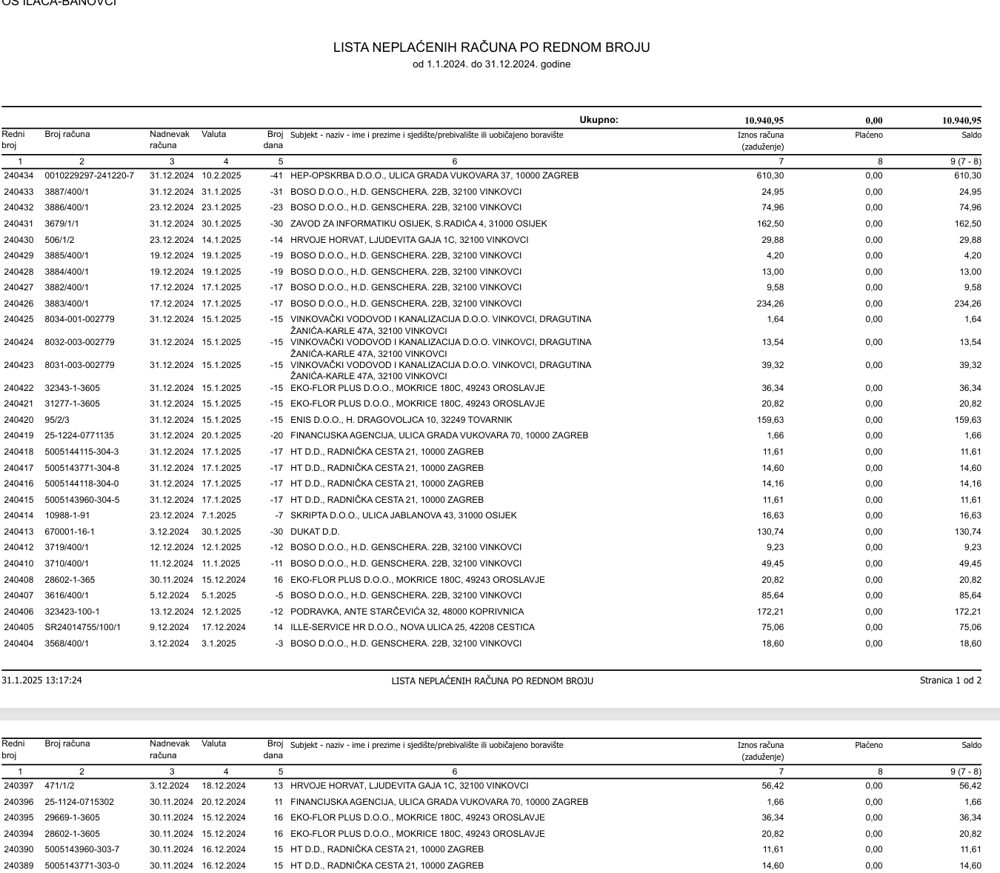 OŠ ILAČA-BANOVCI
LISTA NEPLAĆENIH RAČUNA PO REDNOM BROJU
od 1.1.2024. do 31.12.2024. godine
Ukupno: 10.940,95 0,00 10.940,95
Redni broj Broj računa Nadnevak računa Valuta Broj dana Subjekt - naziv - ime i prezime i sjedište/prebivalište ili uobičajeno boravište Iznos računa (zaduženje) Plaćeno Saldo
1 2 3 4 5 6 7 8 9 (7 - 8)
240434 0010229297-241220-7 31.12.2024 10.2.2025 -41 HEP-OPSKRBA D.O.O., ULICA GRADA VUKOVARA 37, 10000 ZAGREB 610,30 0,00 610,30
240433 3887/400/1 31.12.2024 31.1.2025 -31 BOSO D.O.O., H.D. GENSCHERA. 22B, 32100 VINKOVCI 24,95 0,00 24,95
240432 3886/400/1 23.12.2024 23.1.2025 -23 BOSO D.O.O., H.D. GENSCHERA. 22B, 32100 VINKOVCI 74,96 0,00 74,96
240431 3679/1/1 31.12.2024 30.1.2025 -30 ZAVOD ZA INFORMATIKU OSIJEK, S.RADIĆA 4, 31000 OSIJEK 162,50 0,00 162,50
240430 506/1/2 23.12.2024 14.1.2025 -14 HRVOJE HORVAT, LJUDEVITA GAJA 1C, 32100 VINKOVCI 29,88 0,00 29,88
240429 3885/400/1 19.12.2024 19.1.2025 -19 BOSO D.O.O., H.D. GENSCHERA. 22B, 32100 VINKOVCI 4,20 0,00 4,20
240428 3884/400/1 19.12.2024 19.1.2025 -19 BOSO D.O.O., H.D. GENSCHERA. 22B, 32100 VINKOVCI 13,00 0,00 13,00
240427 3882/400/1 17.12.2024 17.1.2025 -17 BOSO D.O.O., H.D. GENSCHERA. 22B, 32100 VINKOVCI 9,58 0,00 9,58
240426 3883/400/1 17.12.2024 17.1.2025 -17 BOSO D.O.O., H.D. GENSCHERA. 22B, 32100 VINKOVCI 234,26 0,00 234,26
240425 8034-001-002779 31.12.2024 15.1.2025 -15 VINKOVAČKI VODOVOD I KANALIZACIJA D.O.O. VINKOVCI, DRAGUTINA 1,64 0,00 1,64
ŽANIĆA-KARLE 47A, 32100 VINKOVCI
240424 8032-003-002779 31.12.2024 15.1.2025 -15 VINKOVAČKI VODOVOD I KANALIZACIJA D.O.O. VINKOVCI, DRAGUTINA 13,54 0,00 13,54
ŽANIĆA-KARLE 47A, 32100 VINKOVCI
240423 8031-003-002779 31.12.2024 15.1.2025 -15 VINKOVAČKI VODOVOD I KANALIZACIJA D.O.O. VINKOVCI, DRAGUTINA 39,32 0,00 39,32
ŽANIĆA-KARLE 47A, 32100 VINKOVCI
240422 32343-1-3605 31.12.2024 15.1.2025 -15 EKO-FLOR PLUS D.O.O., MOKRICE 180C, 49243 OROSLAVJE 36,34 0,00 36,34
240421 31277-1-3605 31.12.2024 15.1.2025 -15 EKO-FLOR PLUS D.O.O., MOKRICE 180C, 49243 OROSLAVJE 20,82 0,00 20,82
240420 95/2/3 31.12.2024 15.1.2025 -15 ENIS D.O.O., H. DRAGOVOLJCA 10, 32249 TOVARNIK 159,63 0,00 159,63
240419 25-1224-0771135 31.12.2024 20.1.2025 -20 FINANCIJSKA AGENCIJA, ULICA GRADA VUKOVARA 70, 10000 ZAGREB 1,66 0,00 1,66
240418 5005144115-304-3 31.12.2024 17.1.2025 -17 HT D.D., RADNIČKA CESTA 21, 10000 ZAGREB 11,61 0,00 11,61
240417 5005143771-304-8 31.12.2024 17.1.2025 -17 HT D.D., RADNIČKA CESTA 21, 10000 ZAGREB 14,60 0,00 14,60
240416 5005144118-304-0 31.12.2024 17.1.2025 -17 HT D.D., RADNIČKA CESTA 21, 10000 ZAGREB 14,16 0,00 14,16
240415 5005143960-304-5 31.12.2024 17.1.2025 -17 HT D.D., RADNIČKA CESTA 21, 10000 ZAGREB 11,61 0,00 11,61
240414 10988-1-91 23.12.2024 7.1.2025 -7 SKRIPTA D.O.O., ULICA JABLANOVA 43, 31000 OSIJEK 16,63 0,00 16,63
240413 670001-16-1 3.12.2024 30.1.2025 -30 DUKAT D.D. 130,74 0,00 130,74
240412 3719/400/1 12.12.2024 12.1.2025 -12 BOSO D.O.O., H.D. GENSCHERA. 22B, 32100 VINKOVCI 9,23 0,00 9,23
240410 3710/400/1 11.12.2024 11.1.2025 -11 BOSO D.O.O., H.D. GENSCHERA. 22B, 32100 VINKOVCI 49,45 0,00 49,45
240408 28602-1-365 30.11.2024 15.12.2024 16 EKO-FLOR PLUS D.O.O., MOKRICE 180C, 49243 OROSLAVJE 20,82 0,00 20,82
240407 3616/400/1 5.12.2024 5.1.2025 -5 BOSO D.O.O., H.D. GENSCHERA. 22B, 32100 VINKOVCI 85,64 0,00 85,64
240406 323423-100-1 13.12.2024 12.1.2025 -12 PODRAVKA, ANTE STARČEVIĆA 32, 48000 KOPRIVNICA 172,21 0,00 172,21
240405 SR24014755/100/1 9.12.2024 17.12.2024 14 ILLE-SERVICE HR D.O.O., NOVA ULICA 25, 42208 CESTICA 75,06 0,00 75,06
240404 3568/400/1 3.12.2024 3.1.2025 -3 BOSO D.O.O., H.D. GENSCHERA. 22B, 32100 VINKOVCI 18,60 0,00 18,60
31.1.2025 13:17:24 LISTA NEPLAĆENIH RAČUNA PO REDNOM BROJU Stranica 1 od 2
Redni broj Broj računa Nadnevak računa Valuta Broj dana Subjekt - naziv - ime i prezime i sjedište/prebivalište ili uobičajeno boravište Iznos računa (zaduženje) Plaćeno Saldo
1 2 3 4 5 6 7 8 9 (7 - 8)
240397 471/1/2 3.12.2024 18.12.2024 13 HRVOJE HORVAT, LJUDEVITA GAJA 1C, 32100 VINKOVCI 56,42 0,00 56,42
240396 25-1124-0715302 30.11.2024 20.12.2024 11 FINANCIJSKA AGENCIJA, ULICA GRADA VUKOVARA 70, 10000 ZAGREB 1,66 0,00 1,66
240395 29669-1-3605 30.11.2024 15.12.2024 16 EKO-FLOR PLUS D.O.O., MOKRICE 180C, 49243 OROSLAVJE 36,34 0,00 36,34
240394 28602-1-3605 30.11.2024 15.12.2024 16 EKO-FLOR PLUS D.O.O., MOKRICE 180C, 49243 OROSLAVJE 20,82 0,00 20,82
240390 5005143960-303-7 30.11.2024 16.12.2024 15 HT D.D., RADNIČKA CESTA 21, 10000 ZAGREB 11,61 0,00 11,61
240389 5005143771-303-0 30.11.2024 16.12.2024 15 HT D.D., RADNIČKA CESTA 21, 10000 ZAGREB 14,60 0,00 14,60